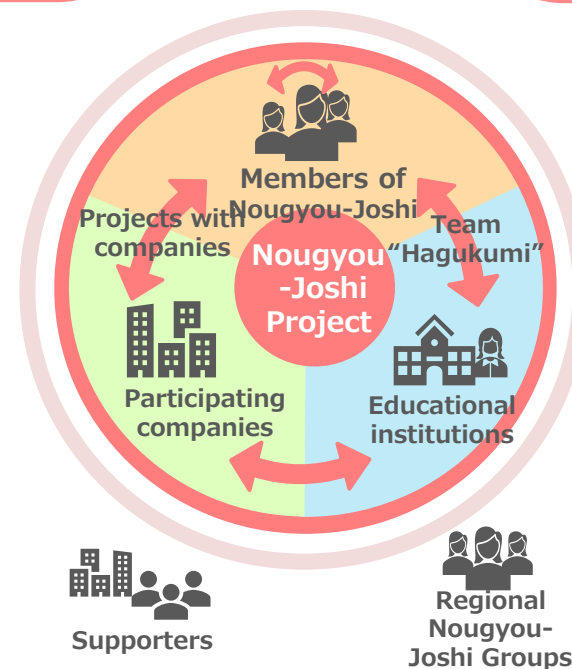 Members of
Nougyou-Joshi
Projects with
companies
Team
“Hagukumi”
Nougyou
-Joshi
Project
Participating
companies
Educational
institutions
Supporters
Regional
Nougyou-
Joshi Groups